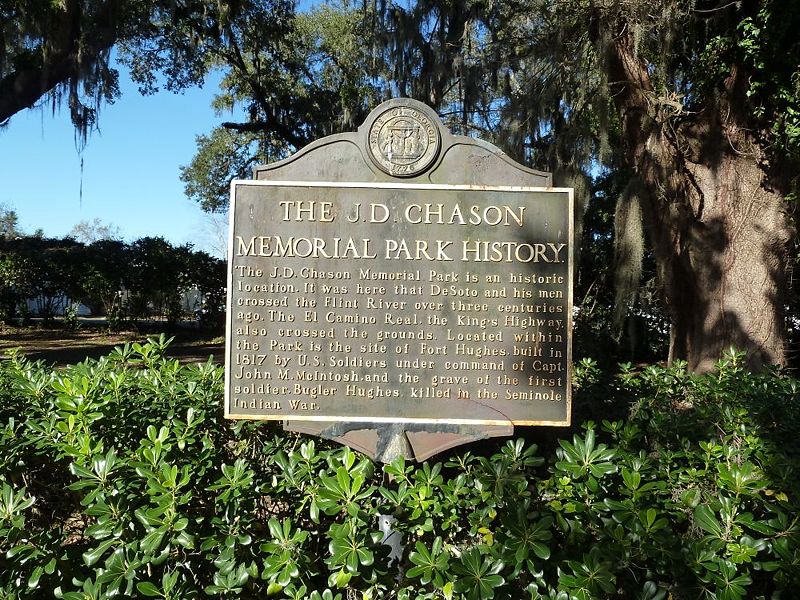 STATE OF GEORGIA
1776
THE J.D. CHASON
MEMORIAL PARK HISTORY.
The J.D. Chason Memorial Park is an historic
location. It was here that DeSoto and his men
crossed the Flint River over three centuries
ago. The El Camino Real, the King's Highway,
also crossed the grounds. Located within
the Park is the site of Fort Hughes, built in
1817 by U.S. Soldiers under command of Capt.
John M. McIntosh, and the grave of the first
soldier, Bugler Hughes, killed in the Seminole
Indian War.